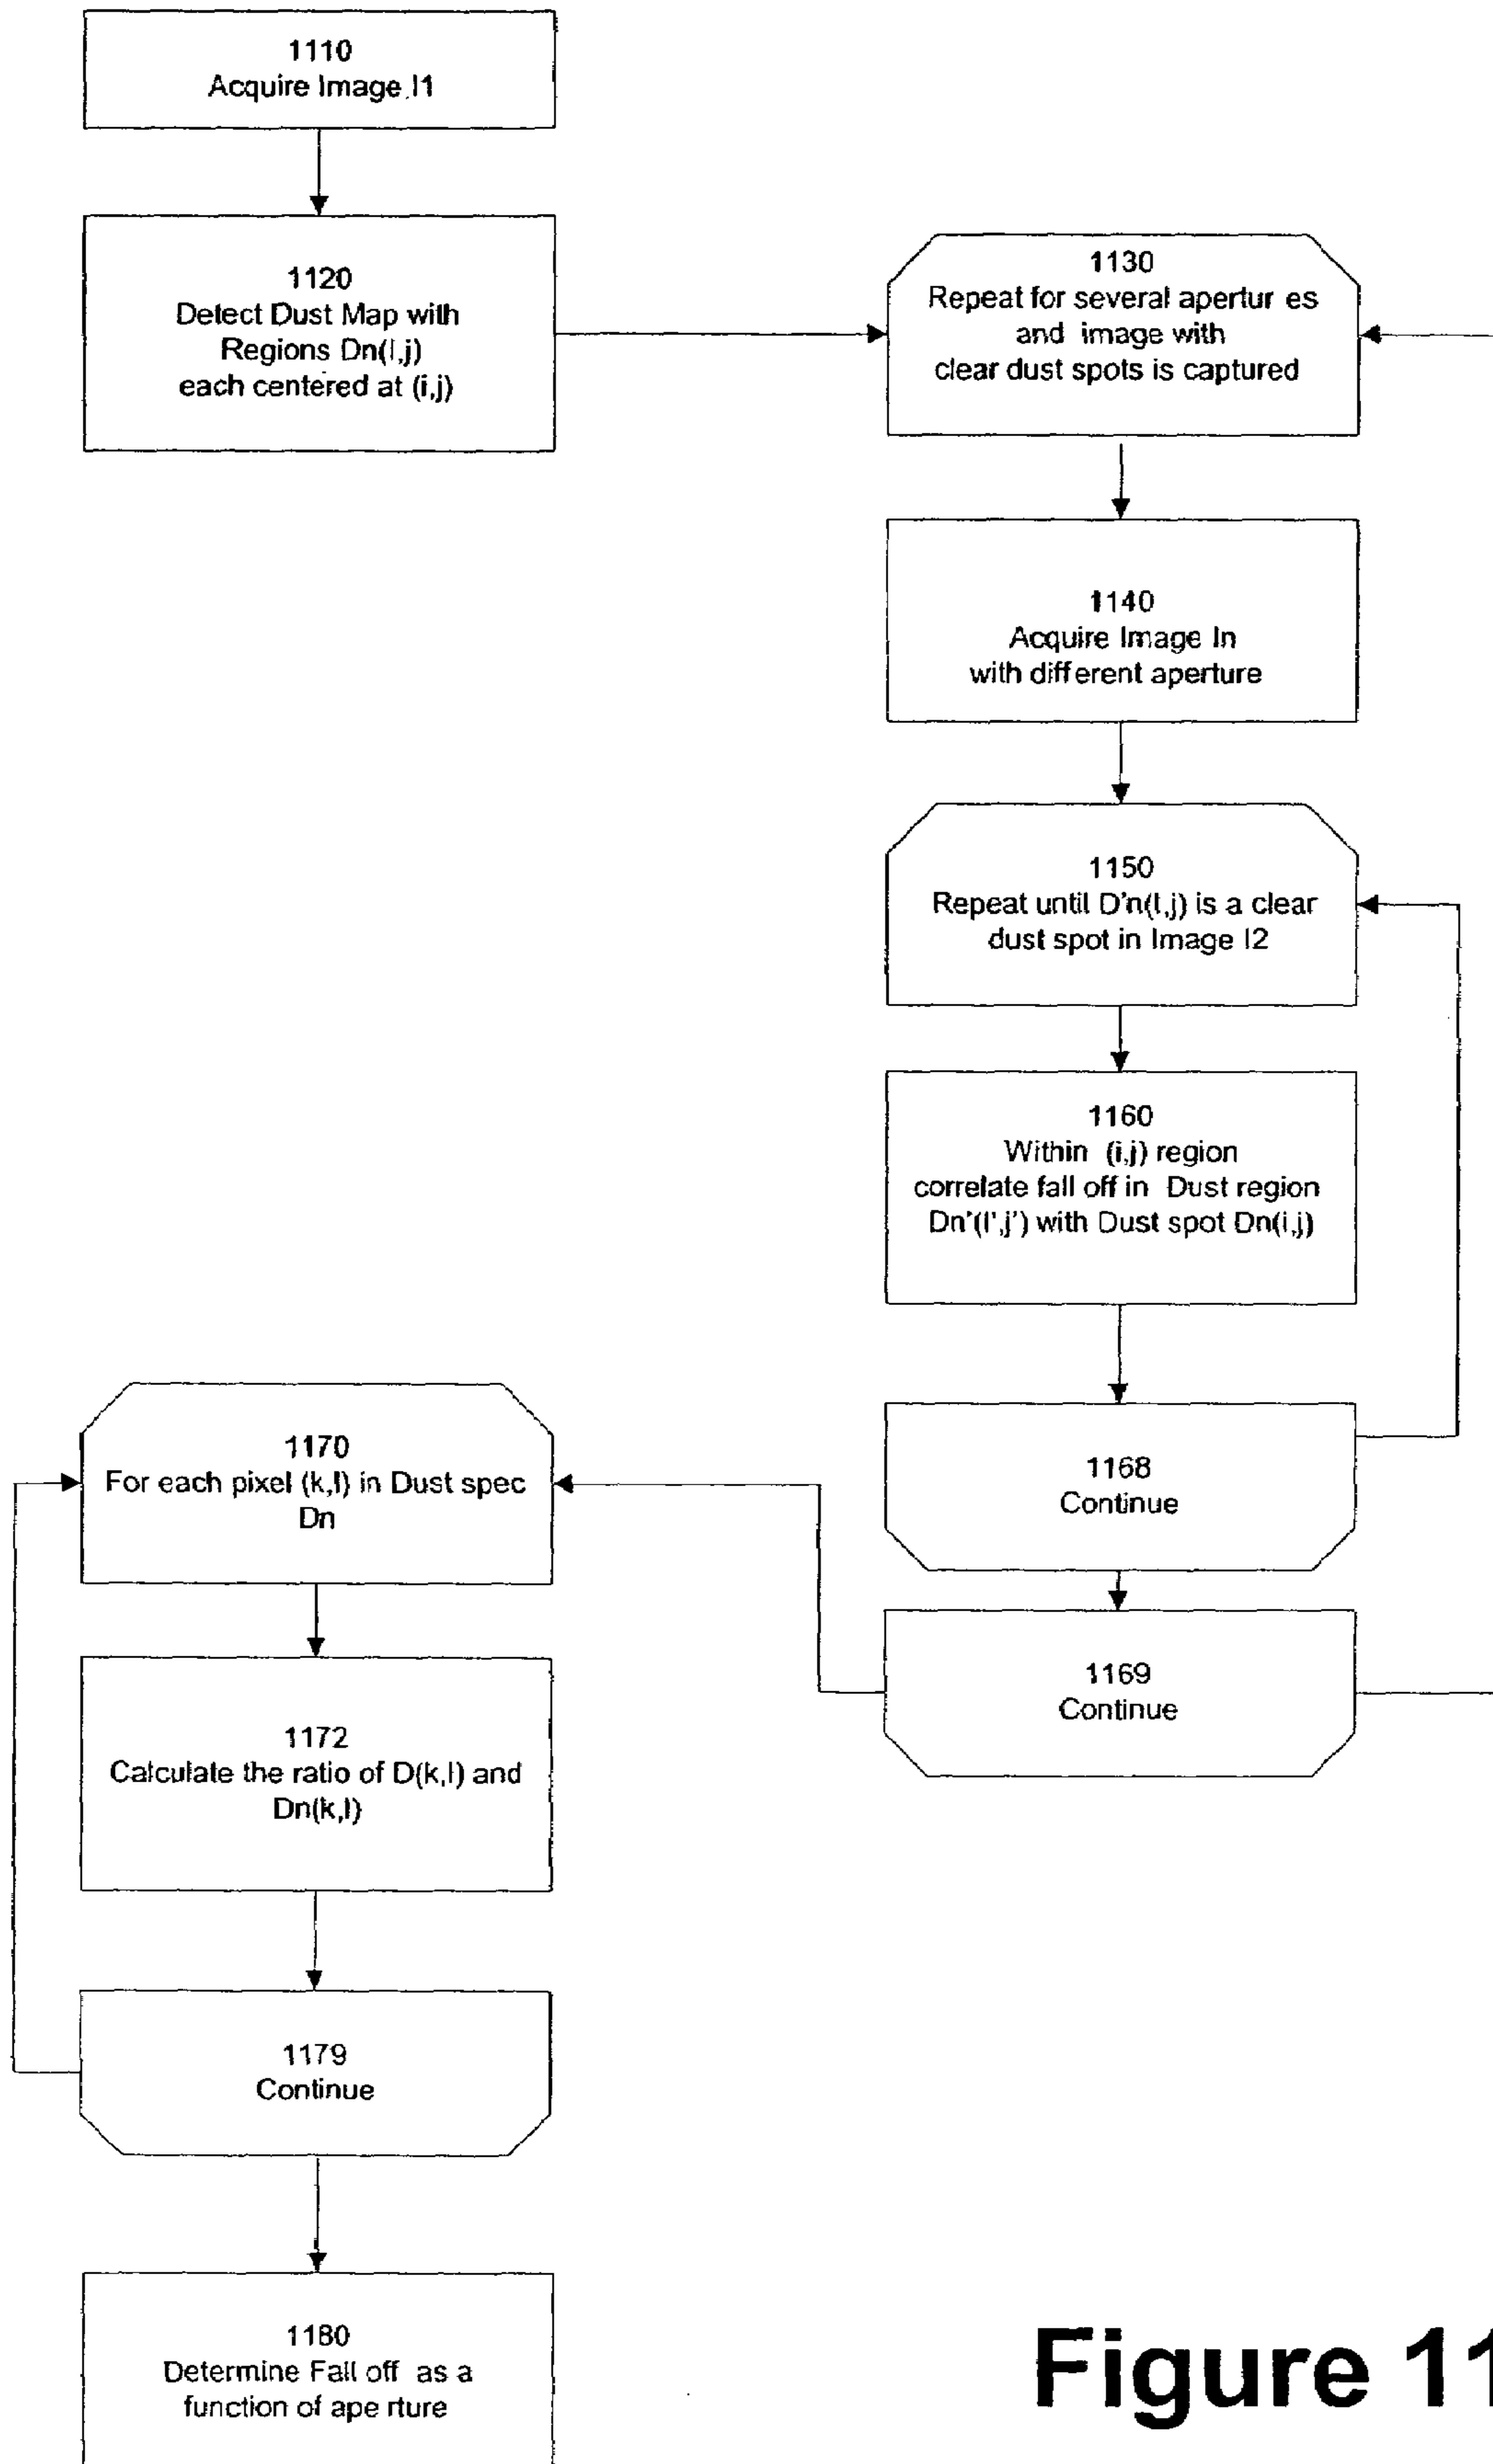 1110
Acquire Image I1
1120
Detect Dust Map with
Regions Dn(I,j)
each centered at (i,j)
1130
Repeat for several apertur es
and image with
clear dust spots is captured
1140
Acquire Image In
with different aperture
1150
Repeat until D'n(I,j) is a clear
dust spot in Image I2
1160
Within (i,j) region
correlate fall off in Dust region
Dn'(I',j') with Dust spot Dn(i,j)
1168
Continue
1169
Continue
1170
For each pixel (k,l) in Dust spec
Dn
1172
Calculate the ratio of D(k,l) and
Dn(k,l)
1179
Continue
1180
Determine Fall off as a
function of ape rture
Figure 11